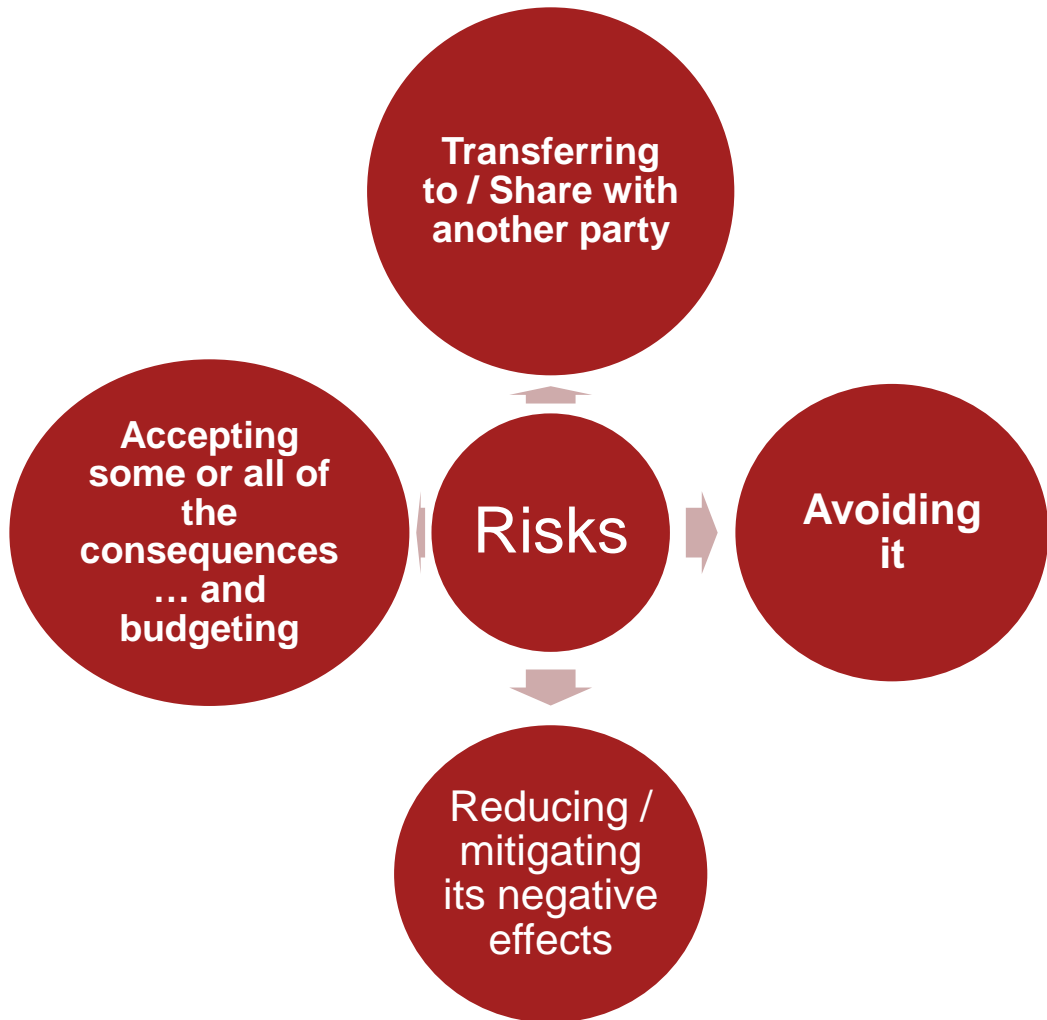 Transferring
to / Share with
another party
Accepting
some or all of
the
consequences
… and
budgeting
Risks
Avoiding
it
Reducing /
mitigating
its negative
effects